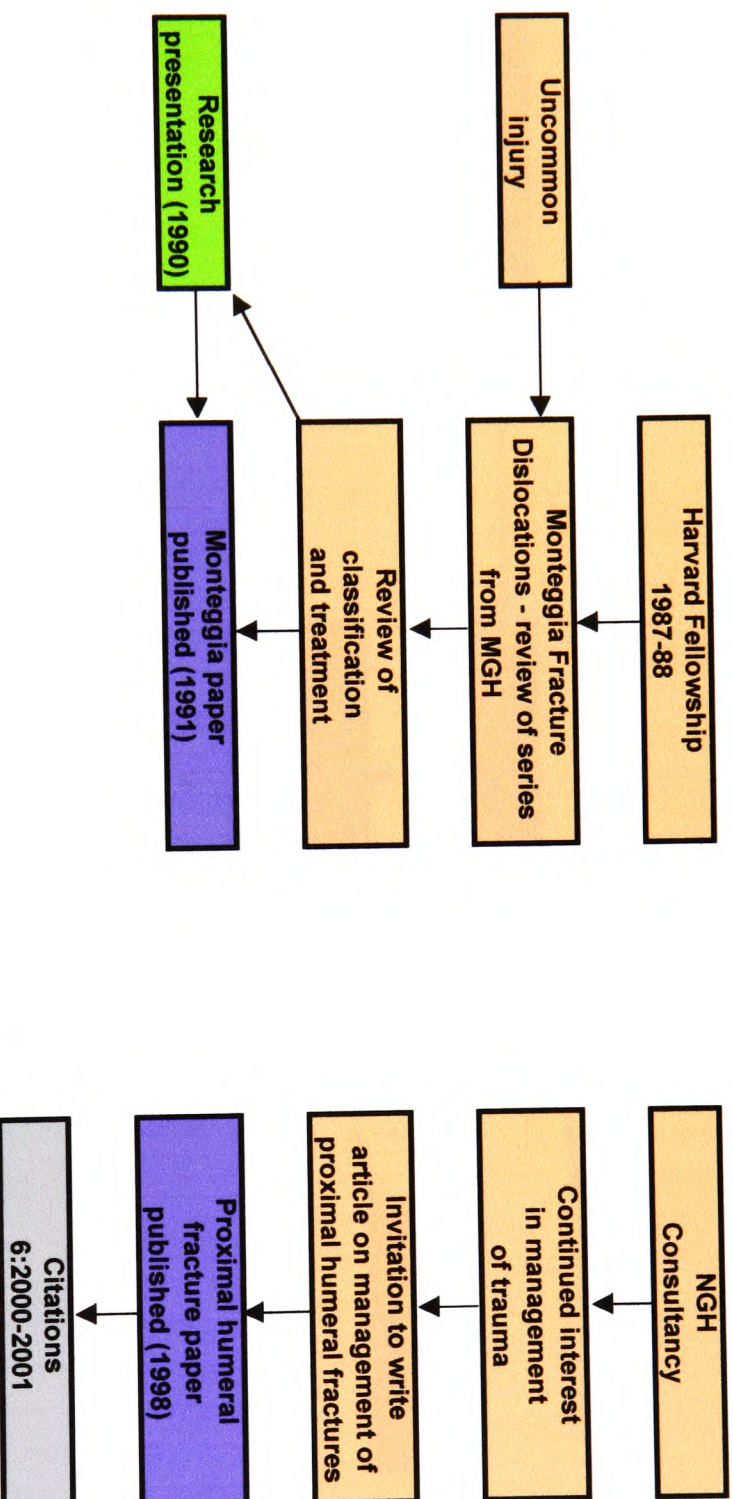 Harvard Fellowship
1987-88
Uncommon
injury
Monteggia Fracture
Dislocations - review of series
from MGH
Review of
classification
and treatment
Research
presentation (1990)
Monteggia paper
published (1991)
NGH
Consultancy
Continued interest
in management
of trauma
Invitation to write
article on management of
proximal humeral fractures
Proximal humeral
fracture paper
published (1998)
Citations
6:2000-2001